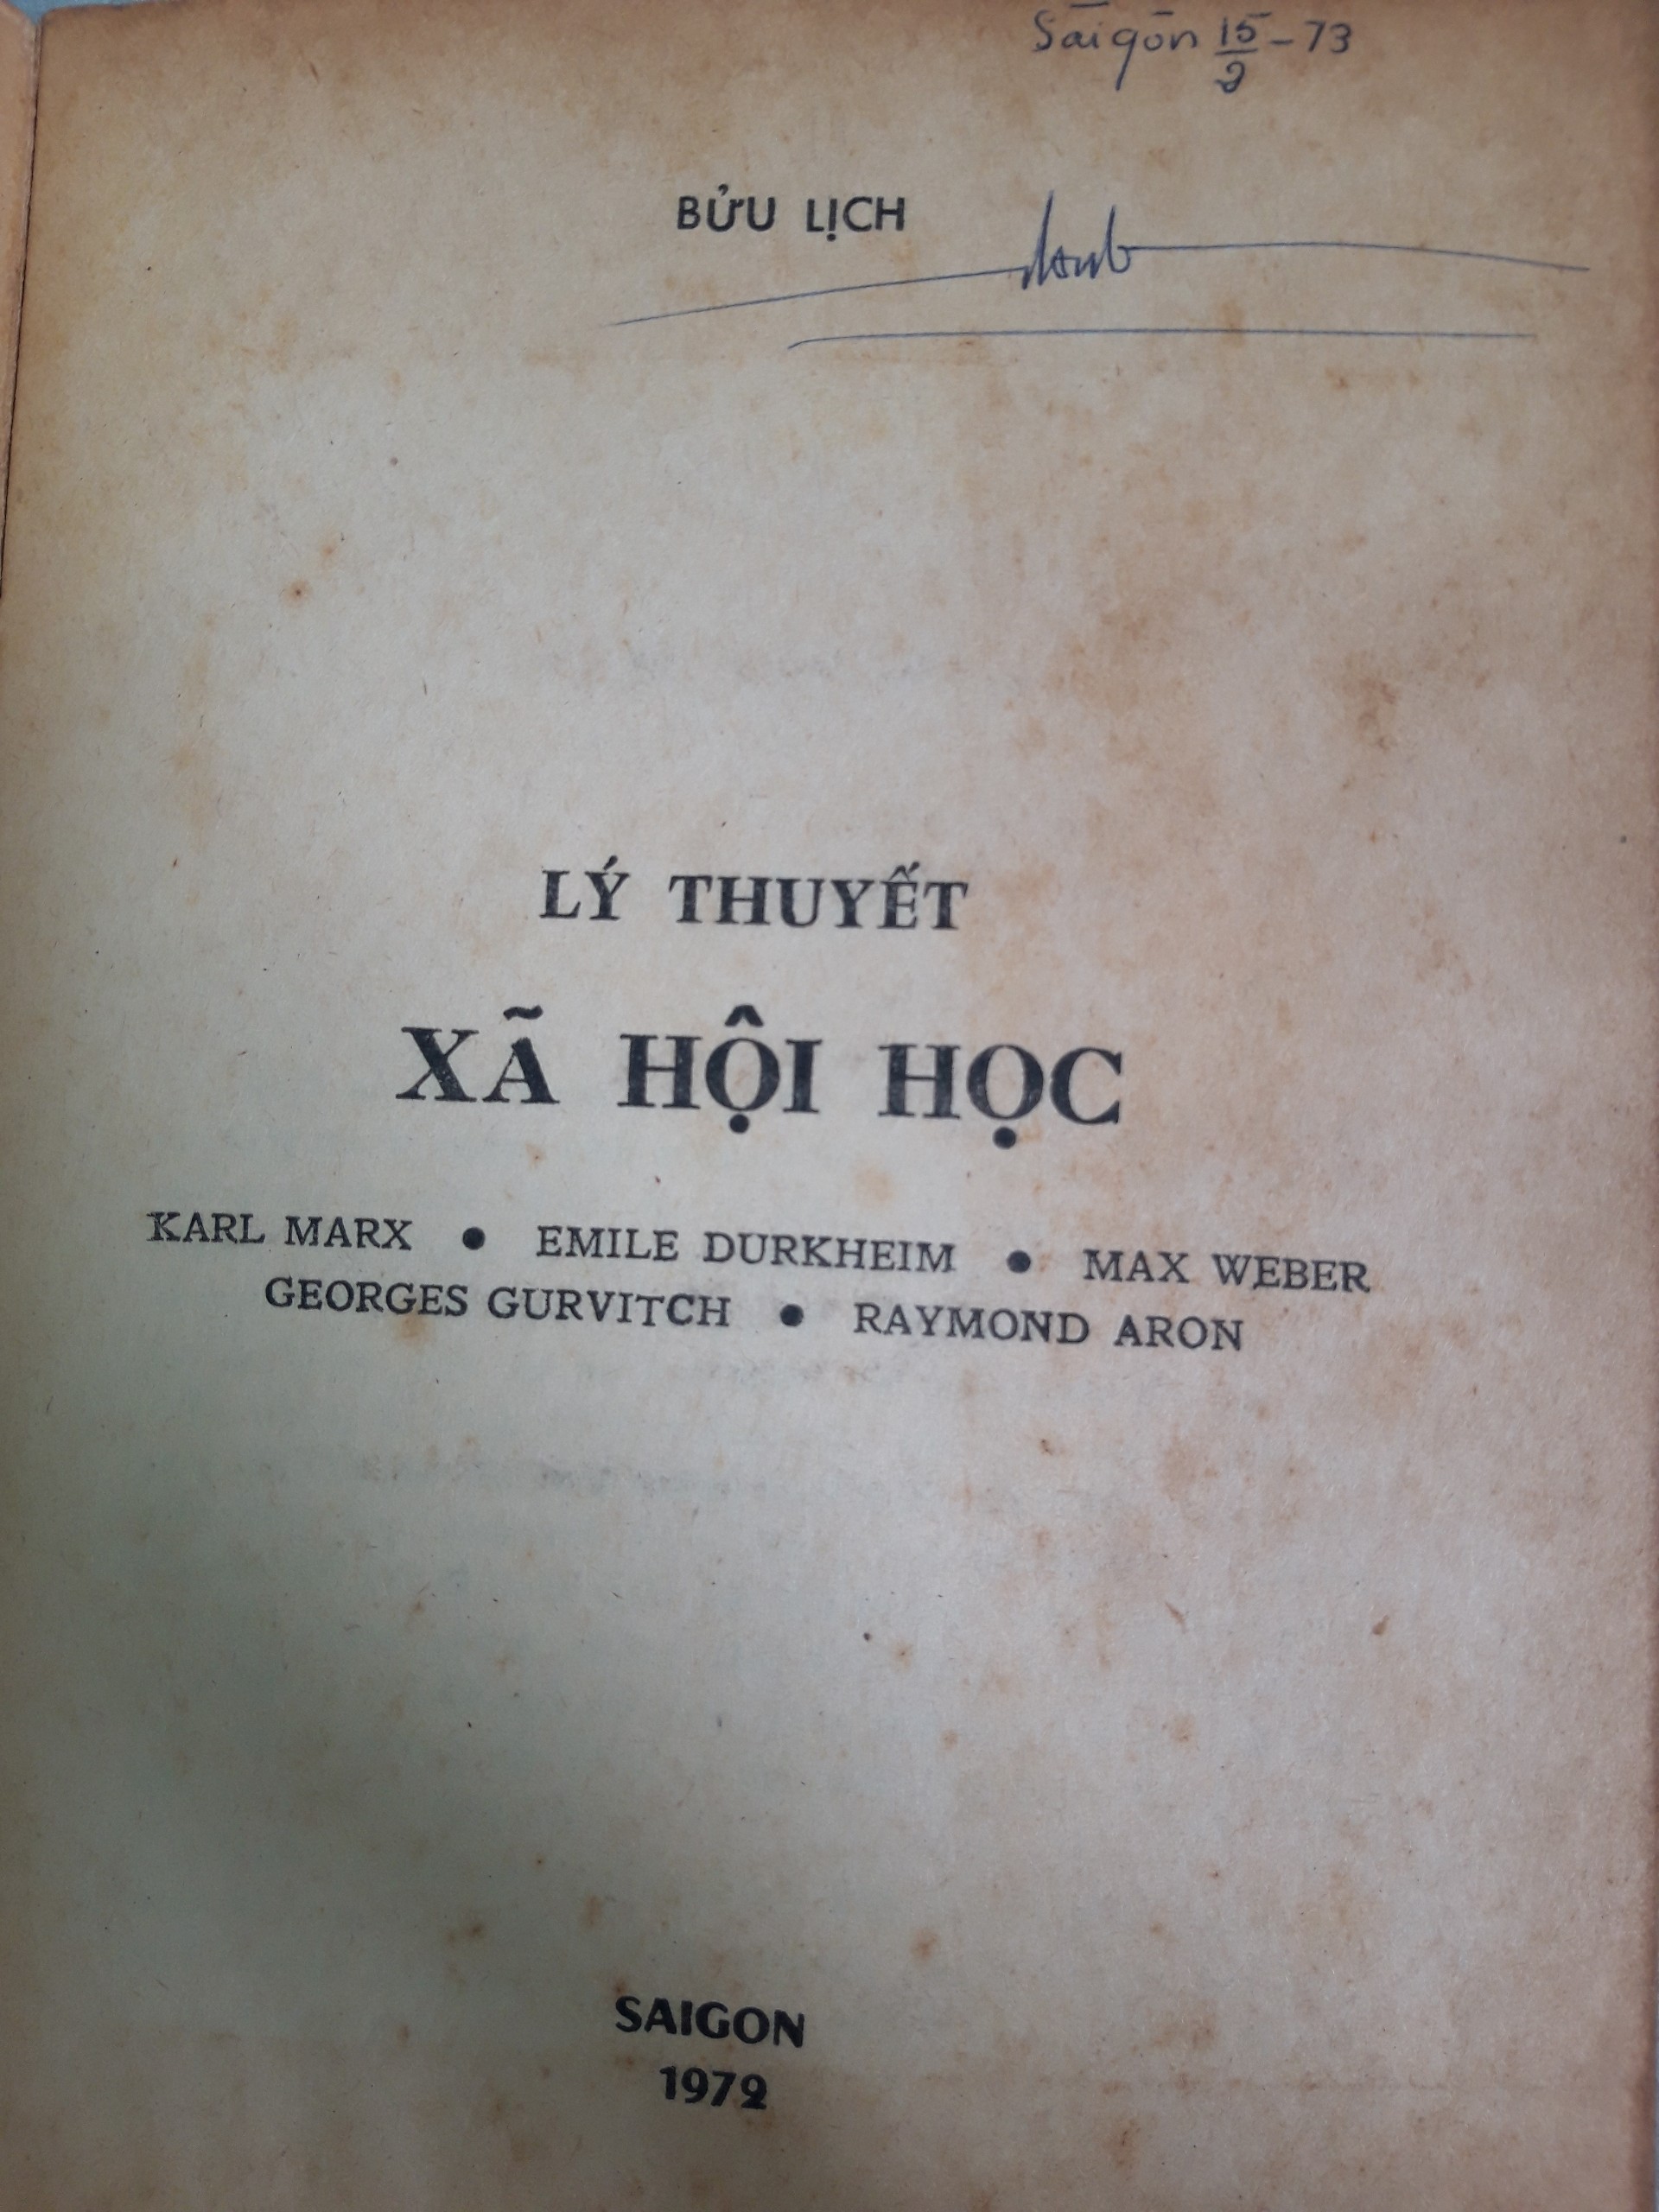 Saigon 15/2 - 73
BỬU LỊCH
LÝ THUYẾT
XÃ HỘI HỌC
KARL MARX ● EMILE DURKHEIM ● MAX WEBER
GEORGES GURVITCH ● RAYMOND ARON
SAIGON
1972